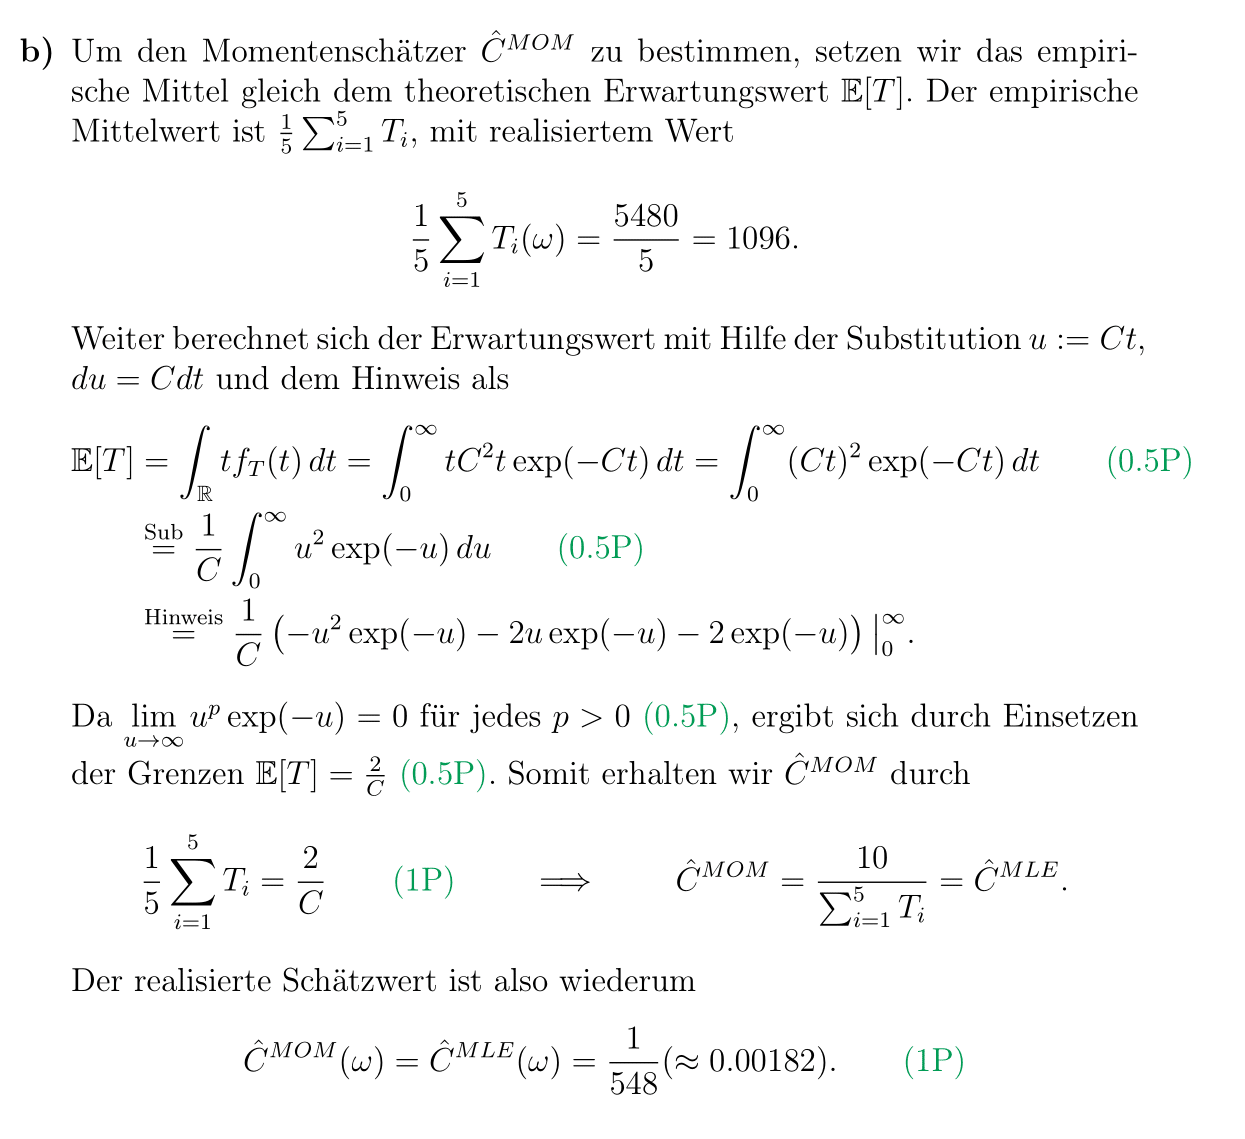 b) Um den Momentenschätzer $\hat{C}^{MOM}$ zu bestimmen, setzen wir das empiri-
sche Mittel gleich dem theoretischen Erwartungswert $\mathbb{E}[T]$. Der empirische
Mittelwert ist $\frac{1}{5}\sum_{i=1}^{5} T_i$, mit realisiertem Wert
$\frac{1}{5}\sum_{i=1}^{5} T_i(\omega) = \frac{5480}{5} = 1096.$
Weiter berechnet sich der Erwartungswert mit Hilfe der Substitution $u := Ct$,
$du = Cdt$ und dem Hinweis als
$\mathbb{E}[T] = \int_{\mathbb{R}} t f_T(t)\, dt = \int_0^\infty tC^2 t \exp(-Ct)\, dt = \int_0^\infty (Ct)^2 \exp(-Ct)\, dt$ (0.5P)
$\overset{\text{Sub}}{=} \frac{1}{C} \int_0^\infty u^2 \exp(-u)\, du$ (0.5P)
$\overset{\text{Hinweis}}{=} \frac{1}{C} \left(-u^2 \exp(-u) - 2u \exp(-u) - 2 \exp(-u)\right) \Big|_0^\infty.$
Da $\lim\limits_{u \to \infty} u^p \exp(-u) = 0$ für jedes $p > 0$ (0.5P), ergibt sich durch Einsetzen
der Grenzen $\mathbb{E}[T] = \frac{2}{C}$ (0.5P). Somit erhalten wir $\hat{C}^{MOM}$ durch
$\frac{1}{5}\sum_{i=1}^{5} T_i = \frac{2}{C}$ (1P) $\Longrightarrow$ $\hat{C}^{MOM} = \frac{10}{\sum_{i=1}^{5} T_i} = \hat{C}^{MLE}.$
Der realisierte Schätzwert ist also wiederum
$\hat{C}^{MOM}(\omega) = \hat{C}^{MLE}(\omega) = \frac{1}{548} (\approx 0.00182).$ (1P)